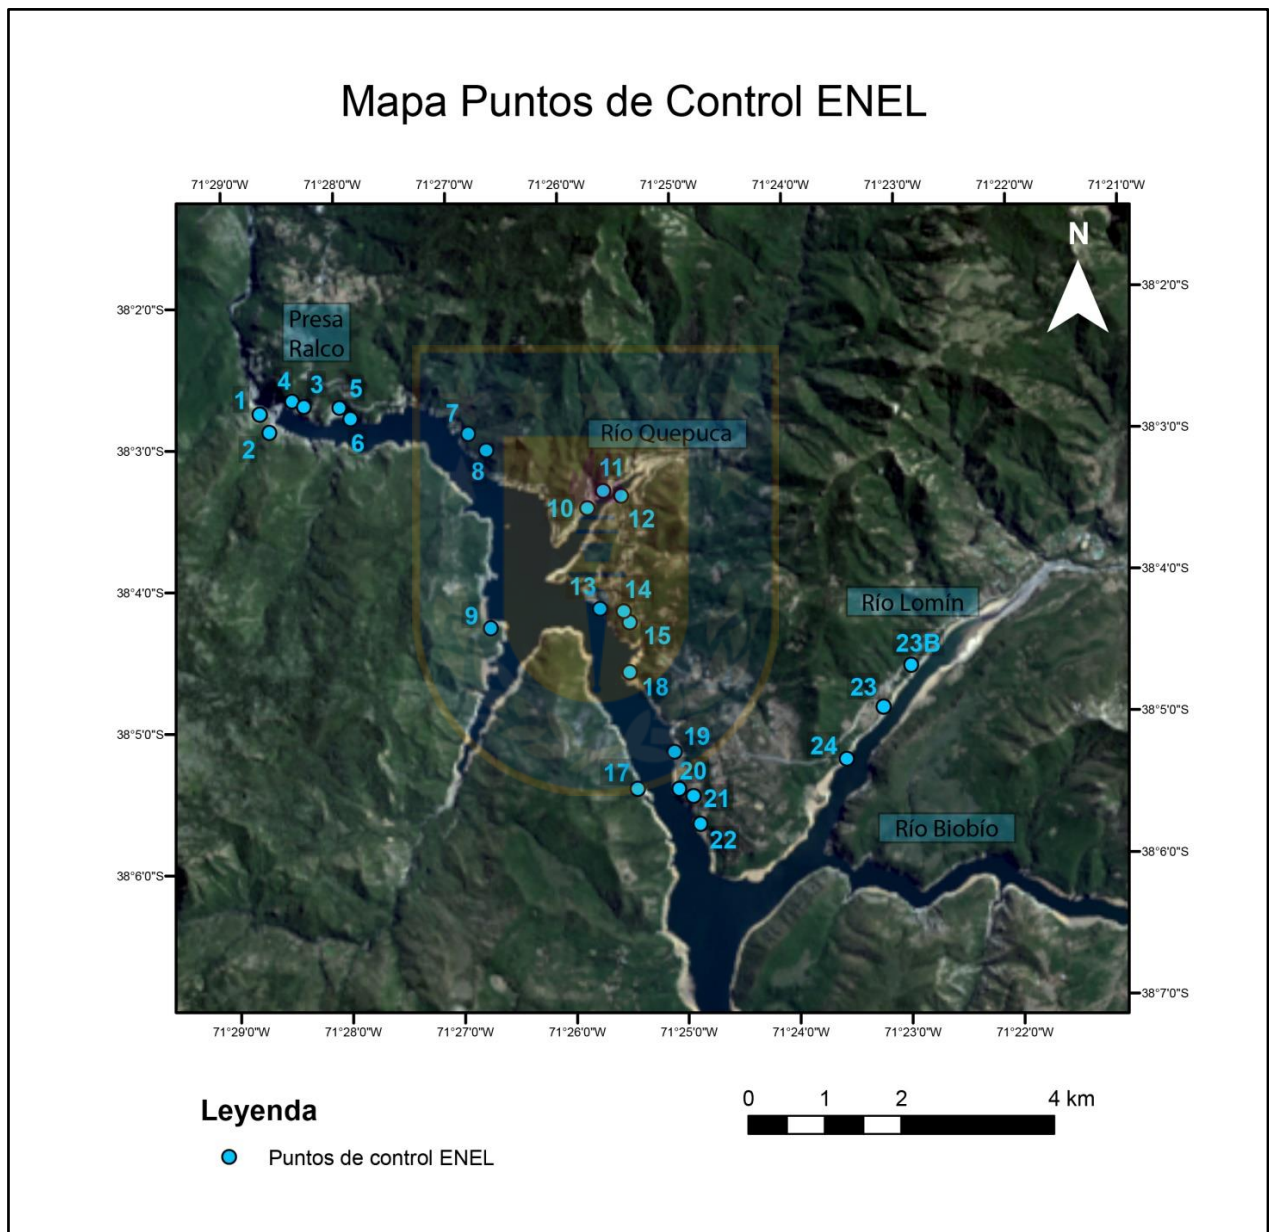 Mapa Puntos de Control ENEL
71°29'0"W 71°28'0"W 71°27'0"W 71°26'0"W 71°25'0"W 71°24'0"W 71°23'0"W 71°22'0"W 71°21'0"W
N
38°2'0"S
38°2'0"S
Presa
Ralco
4
3
5
1
2
6
7
8
Río Quepuca
38°3'0"S
38°3'0"S
11
10
12
38°4'0"S
38°4'0"S
13
14
9
15
Río Lomín
23B
18
23
38°5'0"S
38°5'0"S
19
24
17
20
21
22
Río Biobío
38°6'0"S
38°6'0"S
38°7'0"S
71°29'0"W 71°28'0"W 71°27'0"W 71°26'0"W 71°25'0"W 71°24'0"W 71°23'0"W 71°22'0"W
Leyenda
Puntos de control ENEL
0 1 2 4 km